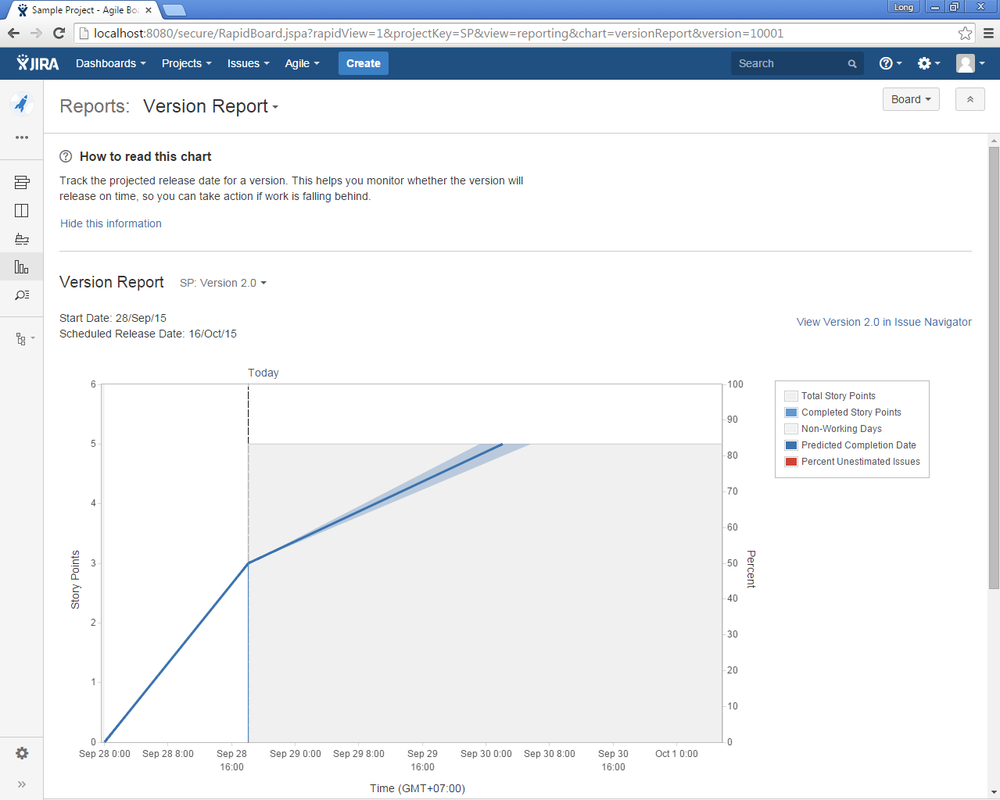 Sample Project - Agile Boa
Long
localhost:8080/secure/RapidBoard.jspa?rapidView=1&projectKey=SP&view=reporting&chart=versionReport&version=10001
JIRA Dashboards Projects Issues Agile Create Search
Reports: Version Report
Board
How to read this chart
Track the projected release date for a version. This helps you monitor whether the version will
release on time, so you can take action if work is falling behind.
Hide this information
Version Report SP: Version 2.0
Start Date: 28/Sep/15
Scheduled Release Date: 16/Oct/15
View Version 2.0 in Issue Navigator
Today
6
5
4
3
2
1
0
Story Points
100
90
80
70
60
50
40
30
20
10
0
Percent
Total Story Points
Completed Story Points
Non-Working Days
Predicted Completion Date
Percent Unestimated Issues
Sep 28 0:00
Sep 28 8:00
Sep 28
16:00
Sep 29 0:00
Sep 29 8:00
Sep 29
16:00
Sep 30 0:00
Sep 30 8:00
Sep 30
16:00
Oct 1 0:00
Time (GMT+07:00)